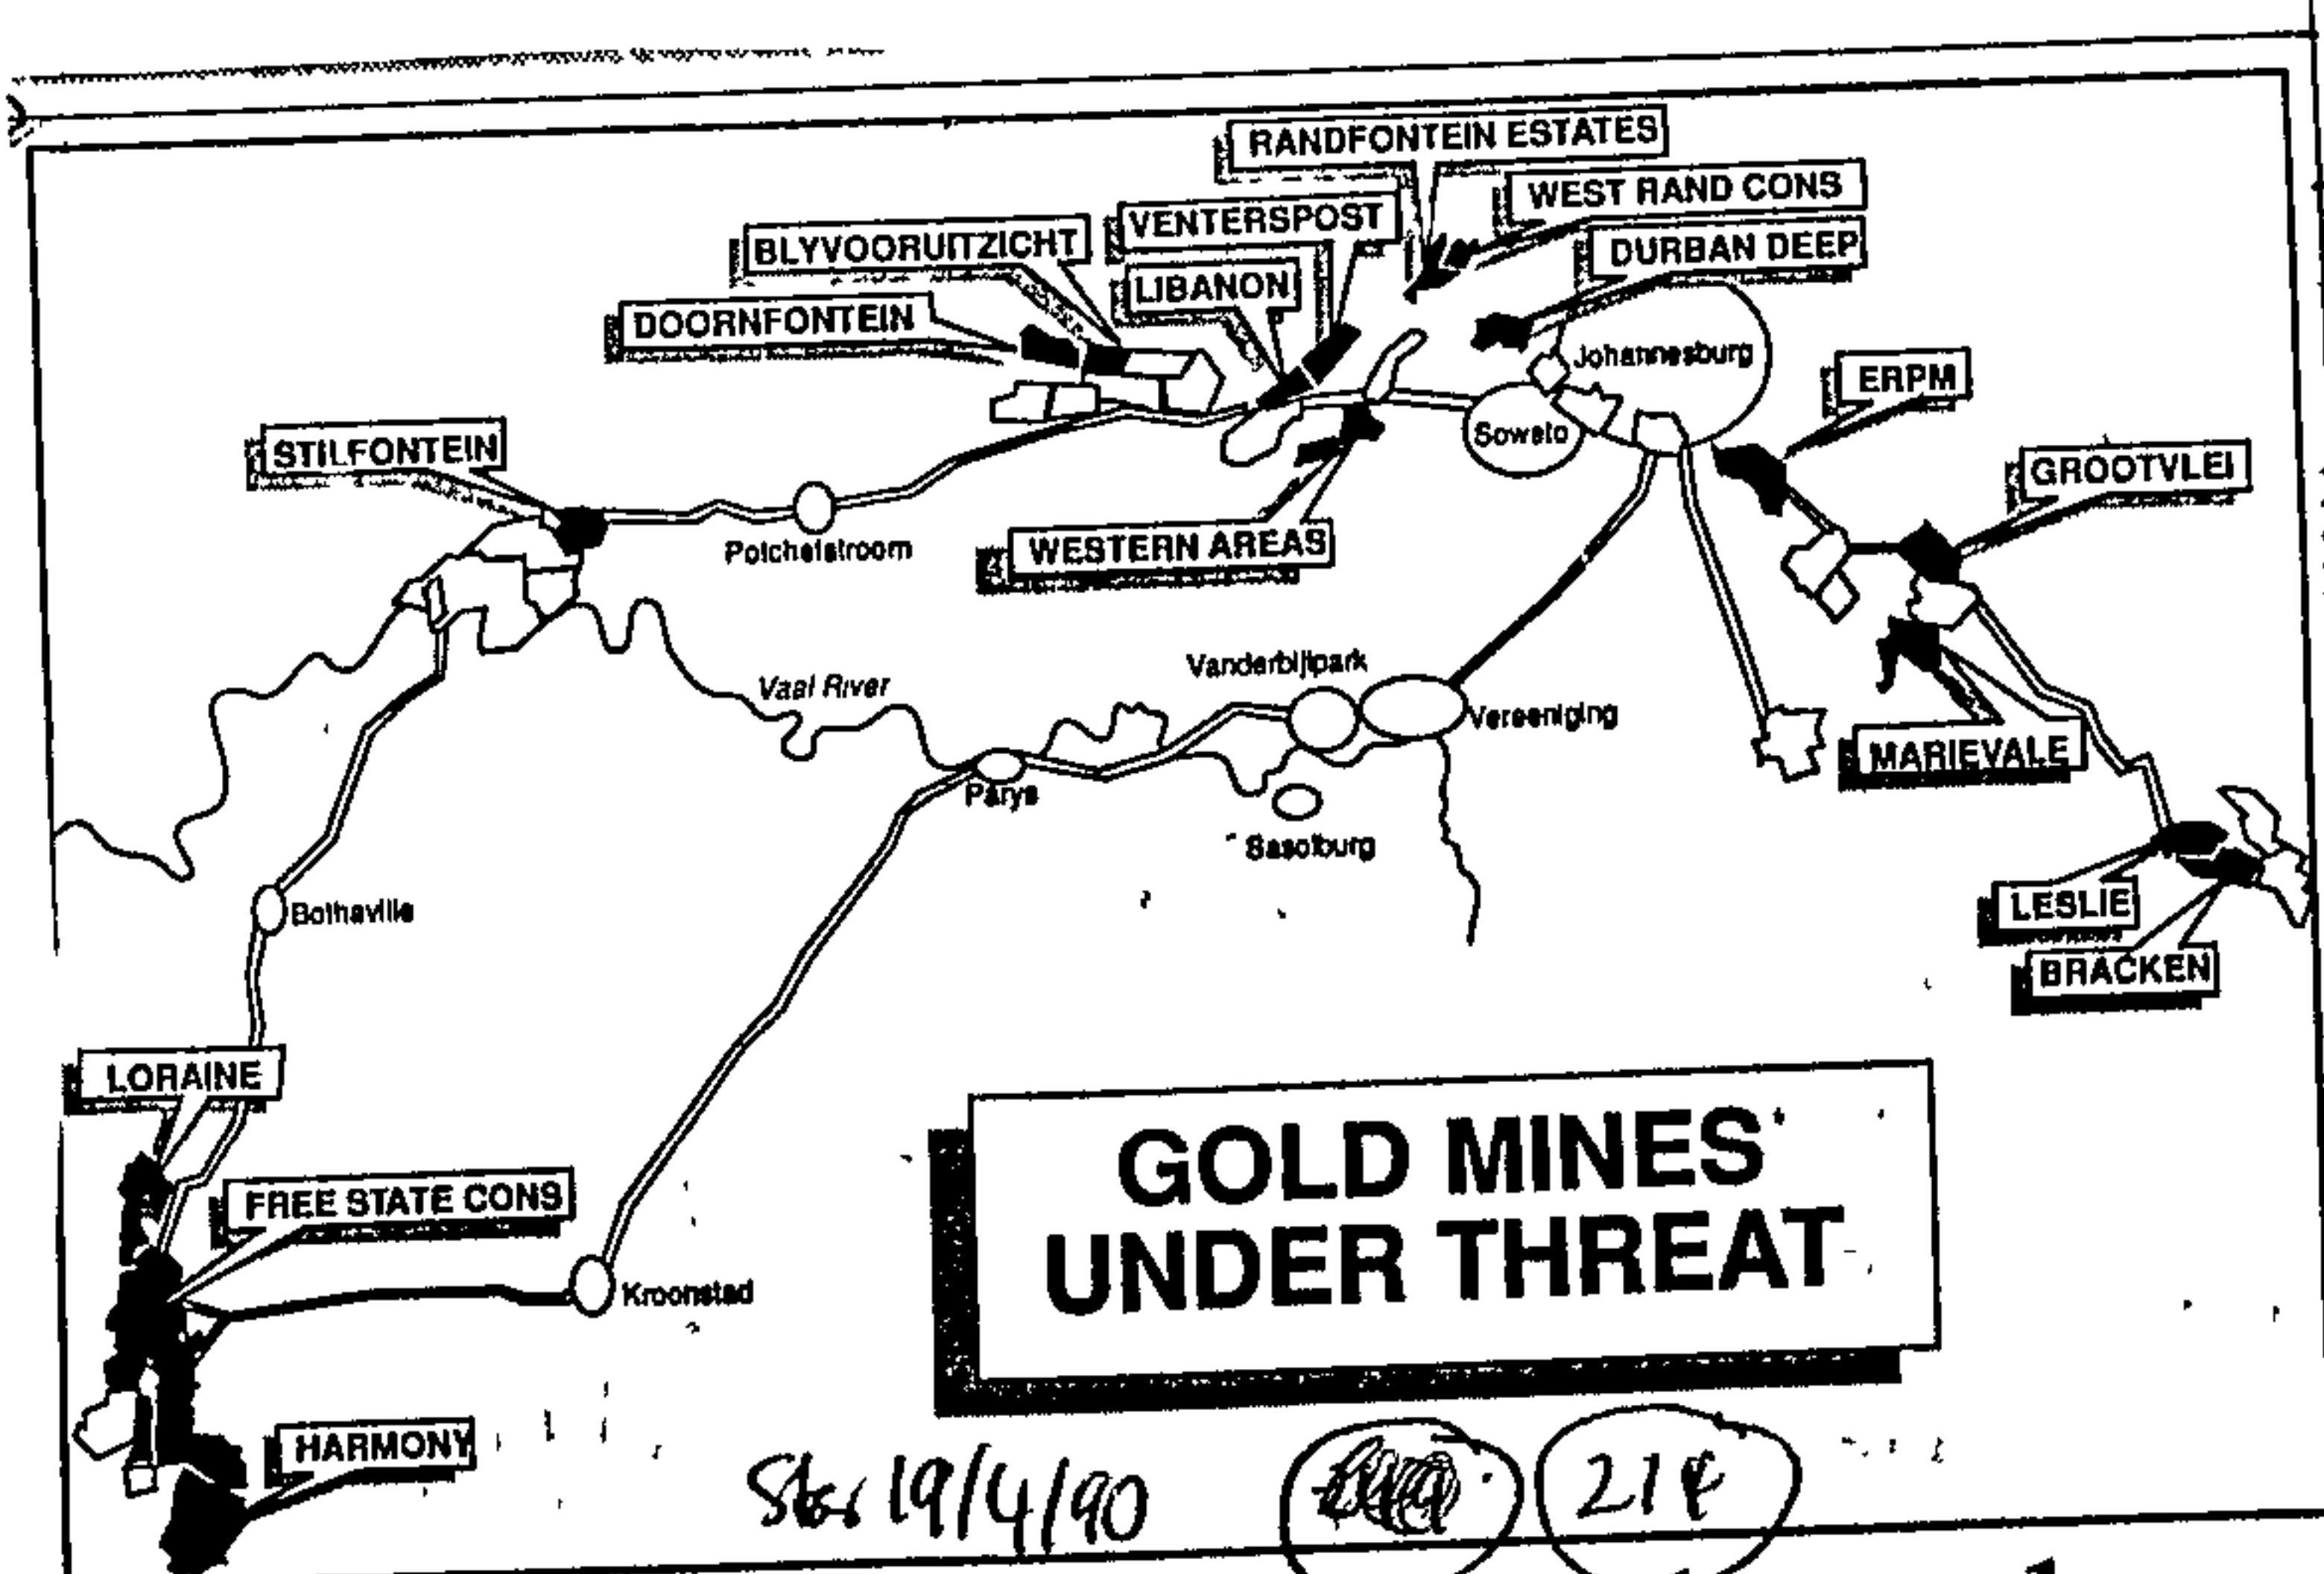 RANDFONTEIN ESTATES
WEST RAND CONS
VENTERSPOST
BLYVOORUITZICHT
DURBAN DEEP
LIBANON
DOORNFONTEIN
Johannesburg
ERPM
STILFONTEIN
Soweto
GROOTVLEI
Potchefstroom
WESTERN AREAS
Vanderbijlpark
Vaal River
Vereeniging
MARIEVALE
Parys
Sasolburg
LESLIE
Bothaville
BRACKEN
LORAINE
GOLD MINES
UNDER THREAT
FREE STATE CONS
Kroonstad
HARMONY
Star 19/4/90
214